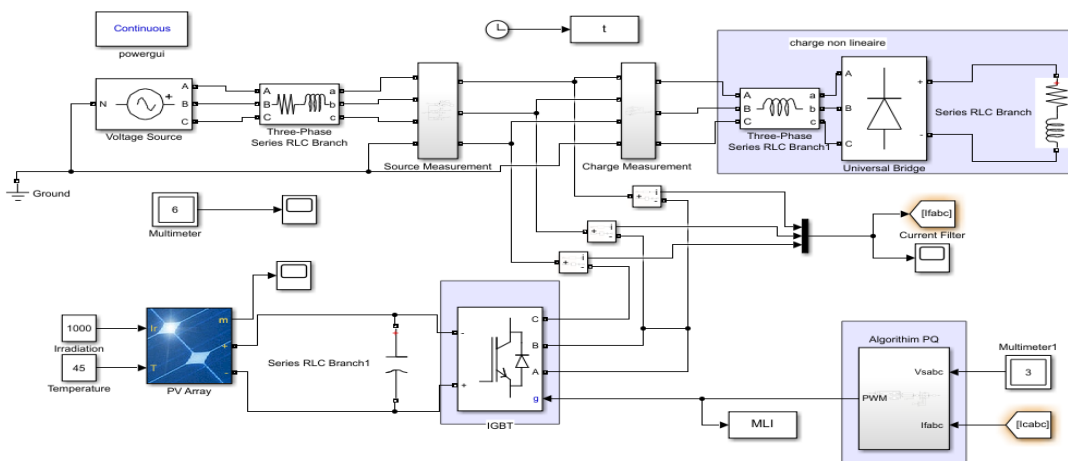 Continuous
powergui
t
charge non lineaire
N
A
B
C
Voltage Source
A
B
C
a
b
c
Three-Phase
Series RLC Branch
Source Measurement
Charge Measurement
A
B
C
a
b
c
Three-Phase
Series RLC Branch1
A
B
C
+
-
Universal Bridge
Series RLC Branch
+
Ground
6
Multimeter
+
i
-
+
i
-
+
i
-
[Ifabc]
Current Filter
1000
Irradiation
45
Temperature
Ir
T
m
+
-
PV Array
Series RLC Branch1
+
-
+
C
B
A
g
IGBT
MLI
Algorithim PQ
PWM
Vsabc
Ifabc
Multimeter1
3
[Icabc]